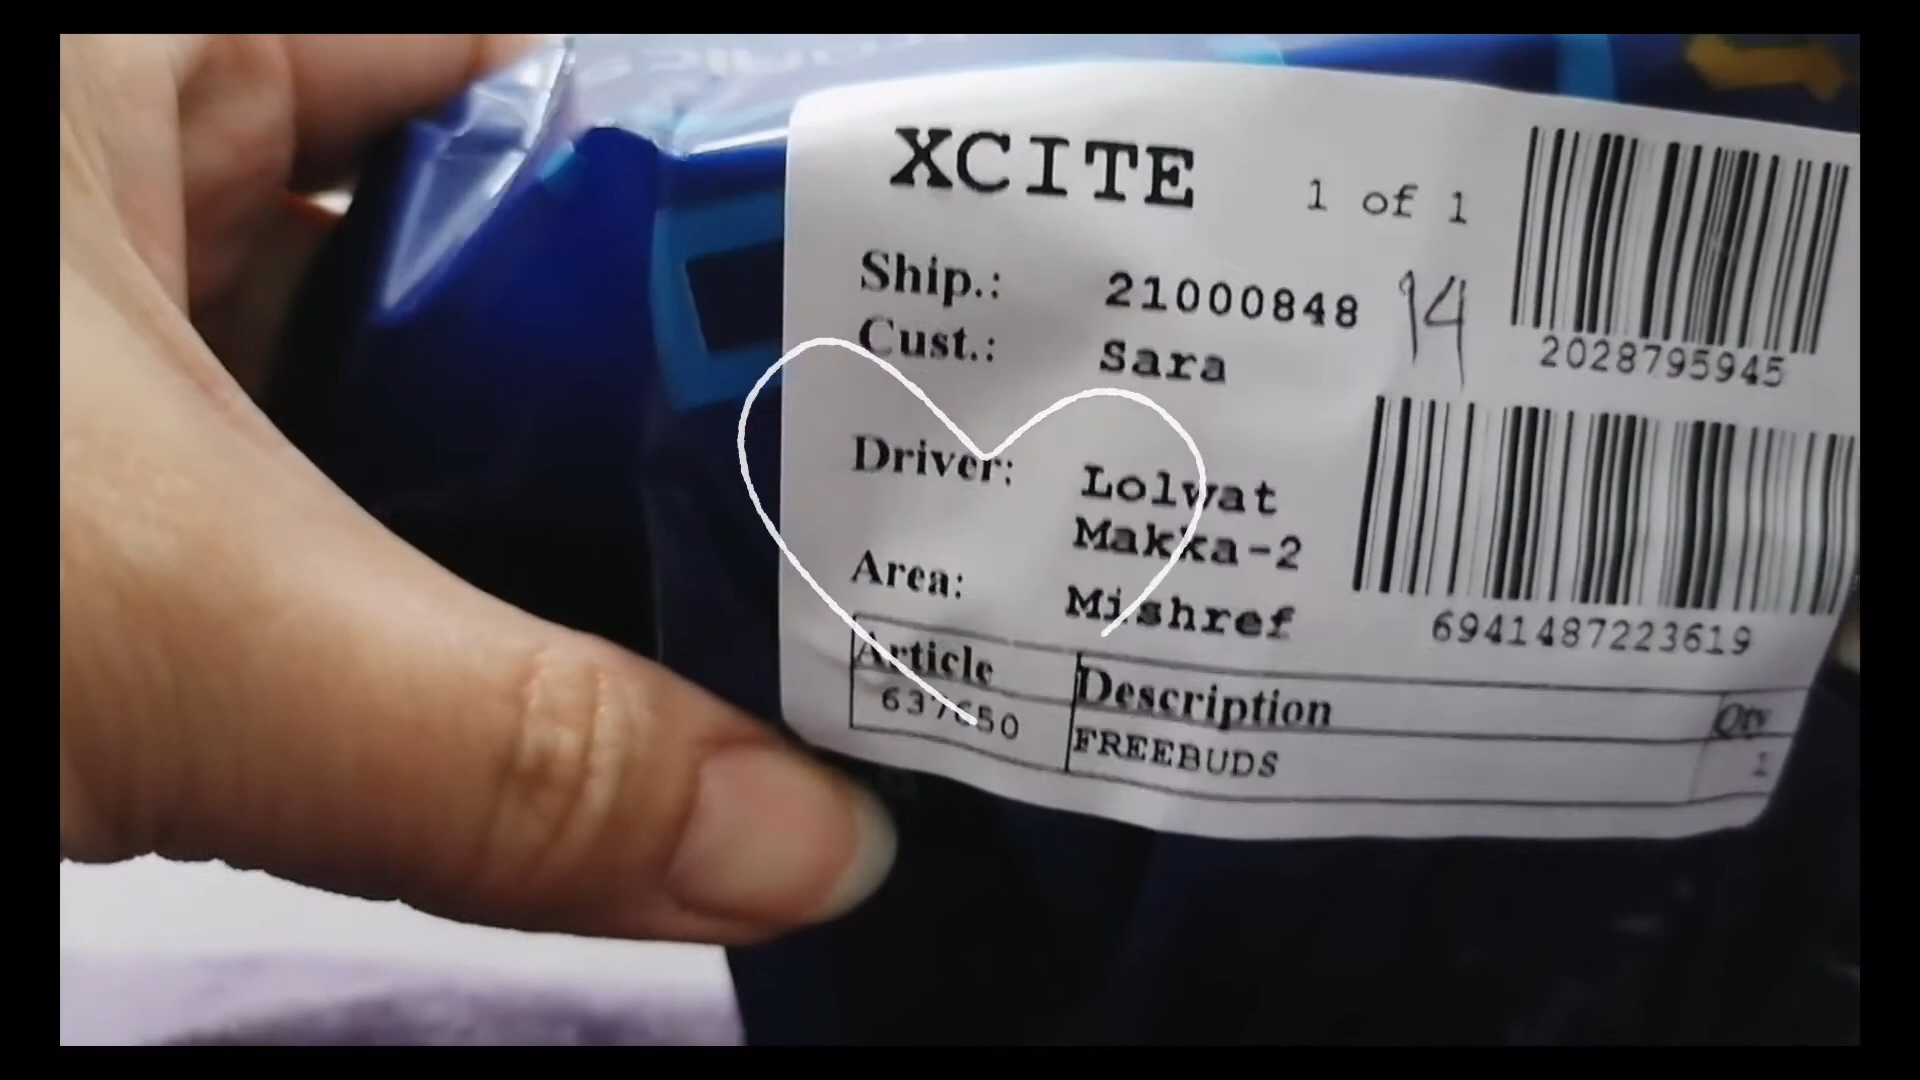 XCITE 1 of 1
Ship.: 21000848 14
Cust.: Sara
2028795945
Driver: Lolwat
Makka-2
Area: Mishref
6941487223619
Article Description Qty
637650 FREEBUDS 1